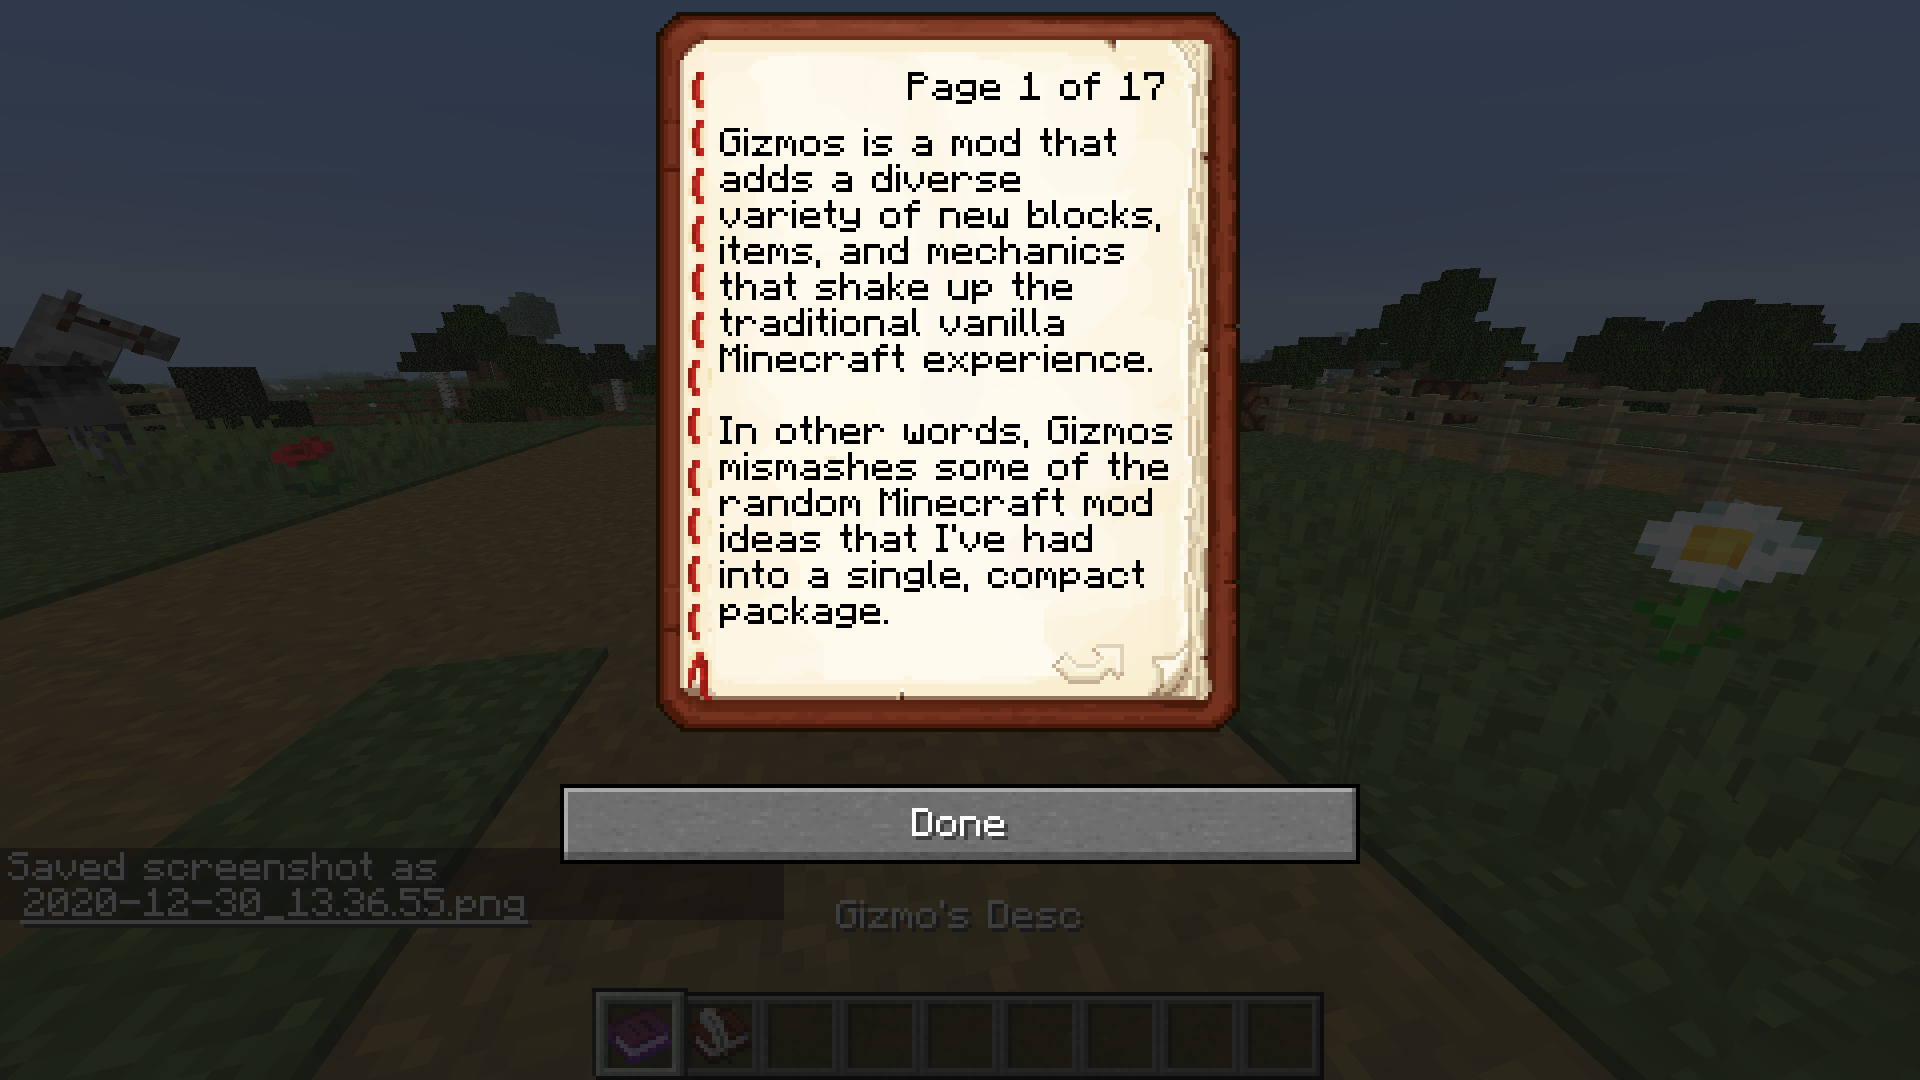 Page 1 of 17
Gizmos is a mod that
adds a diverse
variety of new blocks,
items, and mechanics
that shake up the
traditional vanilla
Minecraft experience.
In other words, Gizmos
mismashes some of the
random Minecraft mod
ideas that I've had
into a single, compact
package.
Done
Saved screenshot as
2020-12-30_13.36.55.png
Gizmo's Desc